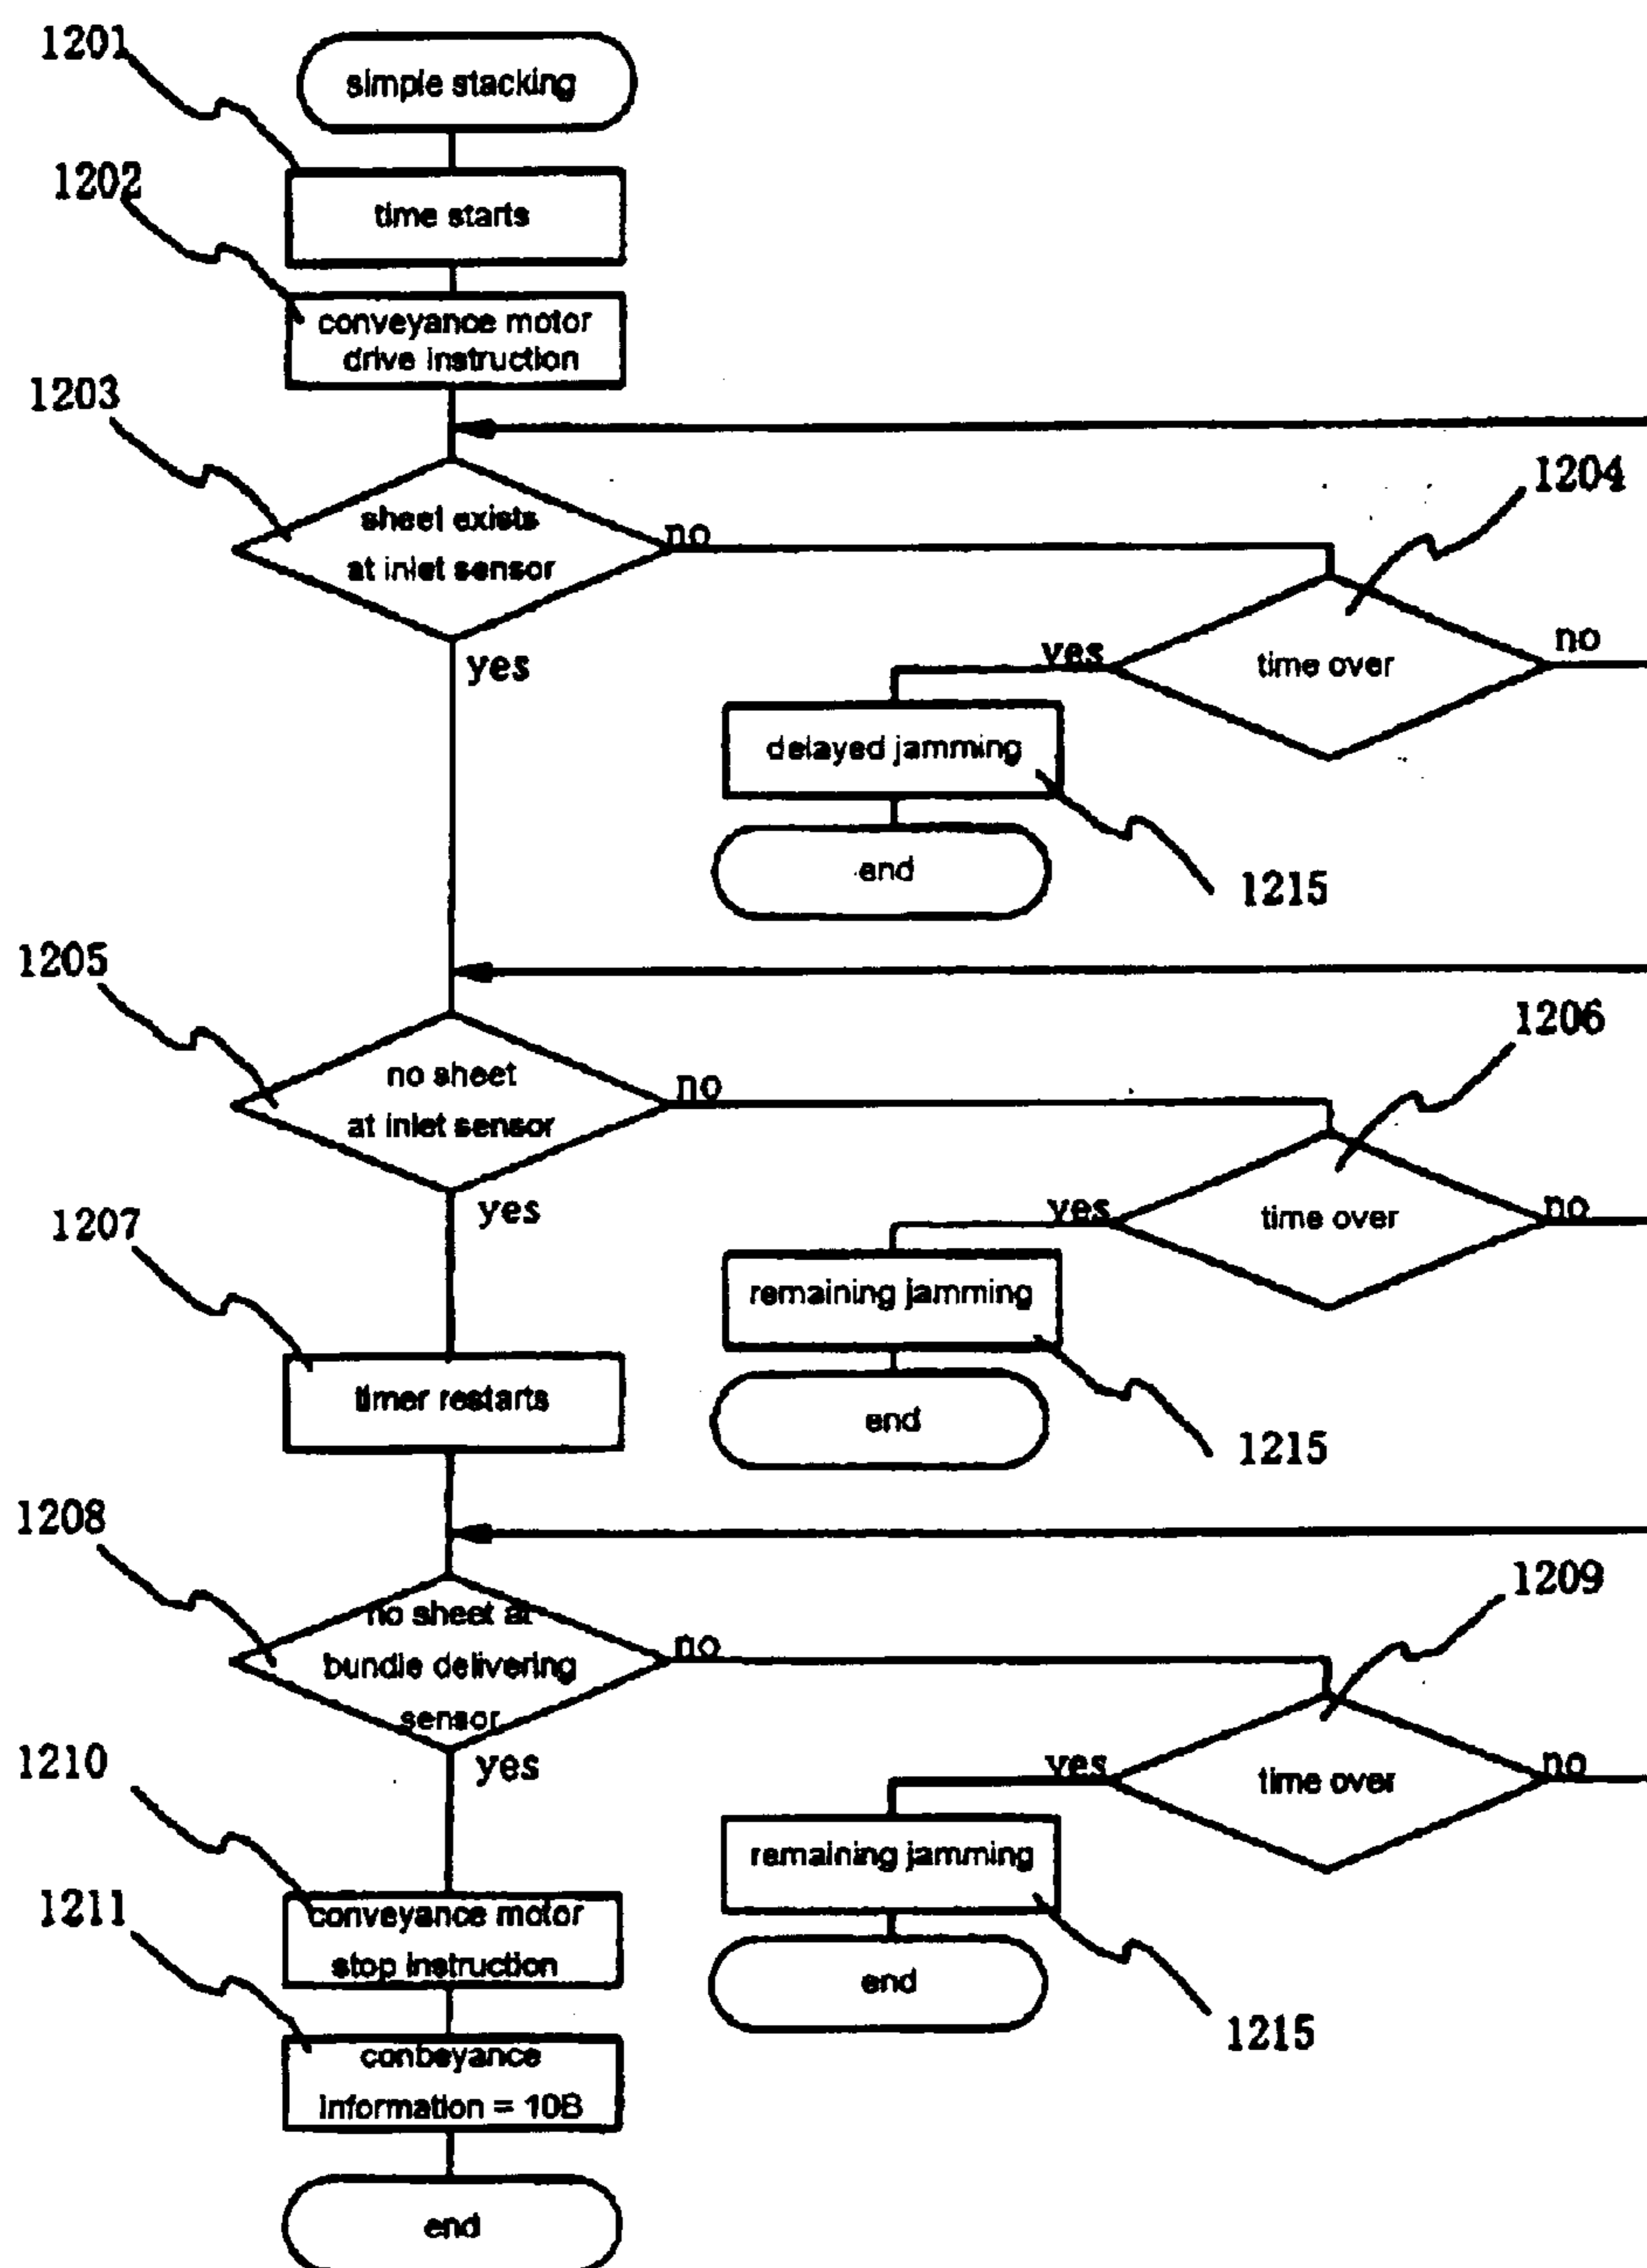 1201
simple stacking
1202
time starts
conveyance motor
drive instruction
1203
sheet exists
at inlet sensor
no
yes
1204
time over
yes
no
delayed jamming
end
1215
1205
no sheet
at inlet sensor
no
yes
1206
time over
yes
no
remaining jamming
end
1215
1207
timer restarts
1208
no sheet at
bundle delivering
sensor
no
yes
1209
time over
yes
no
remaining jamming
end
1215
1210
conveyance motor
stop instruction
1211
conbeyance
information = 10B
end